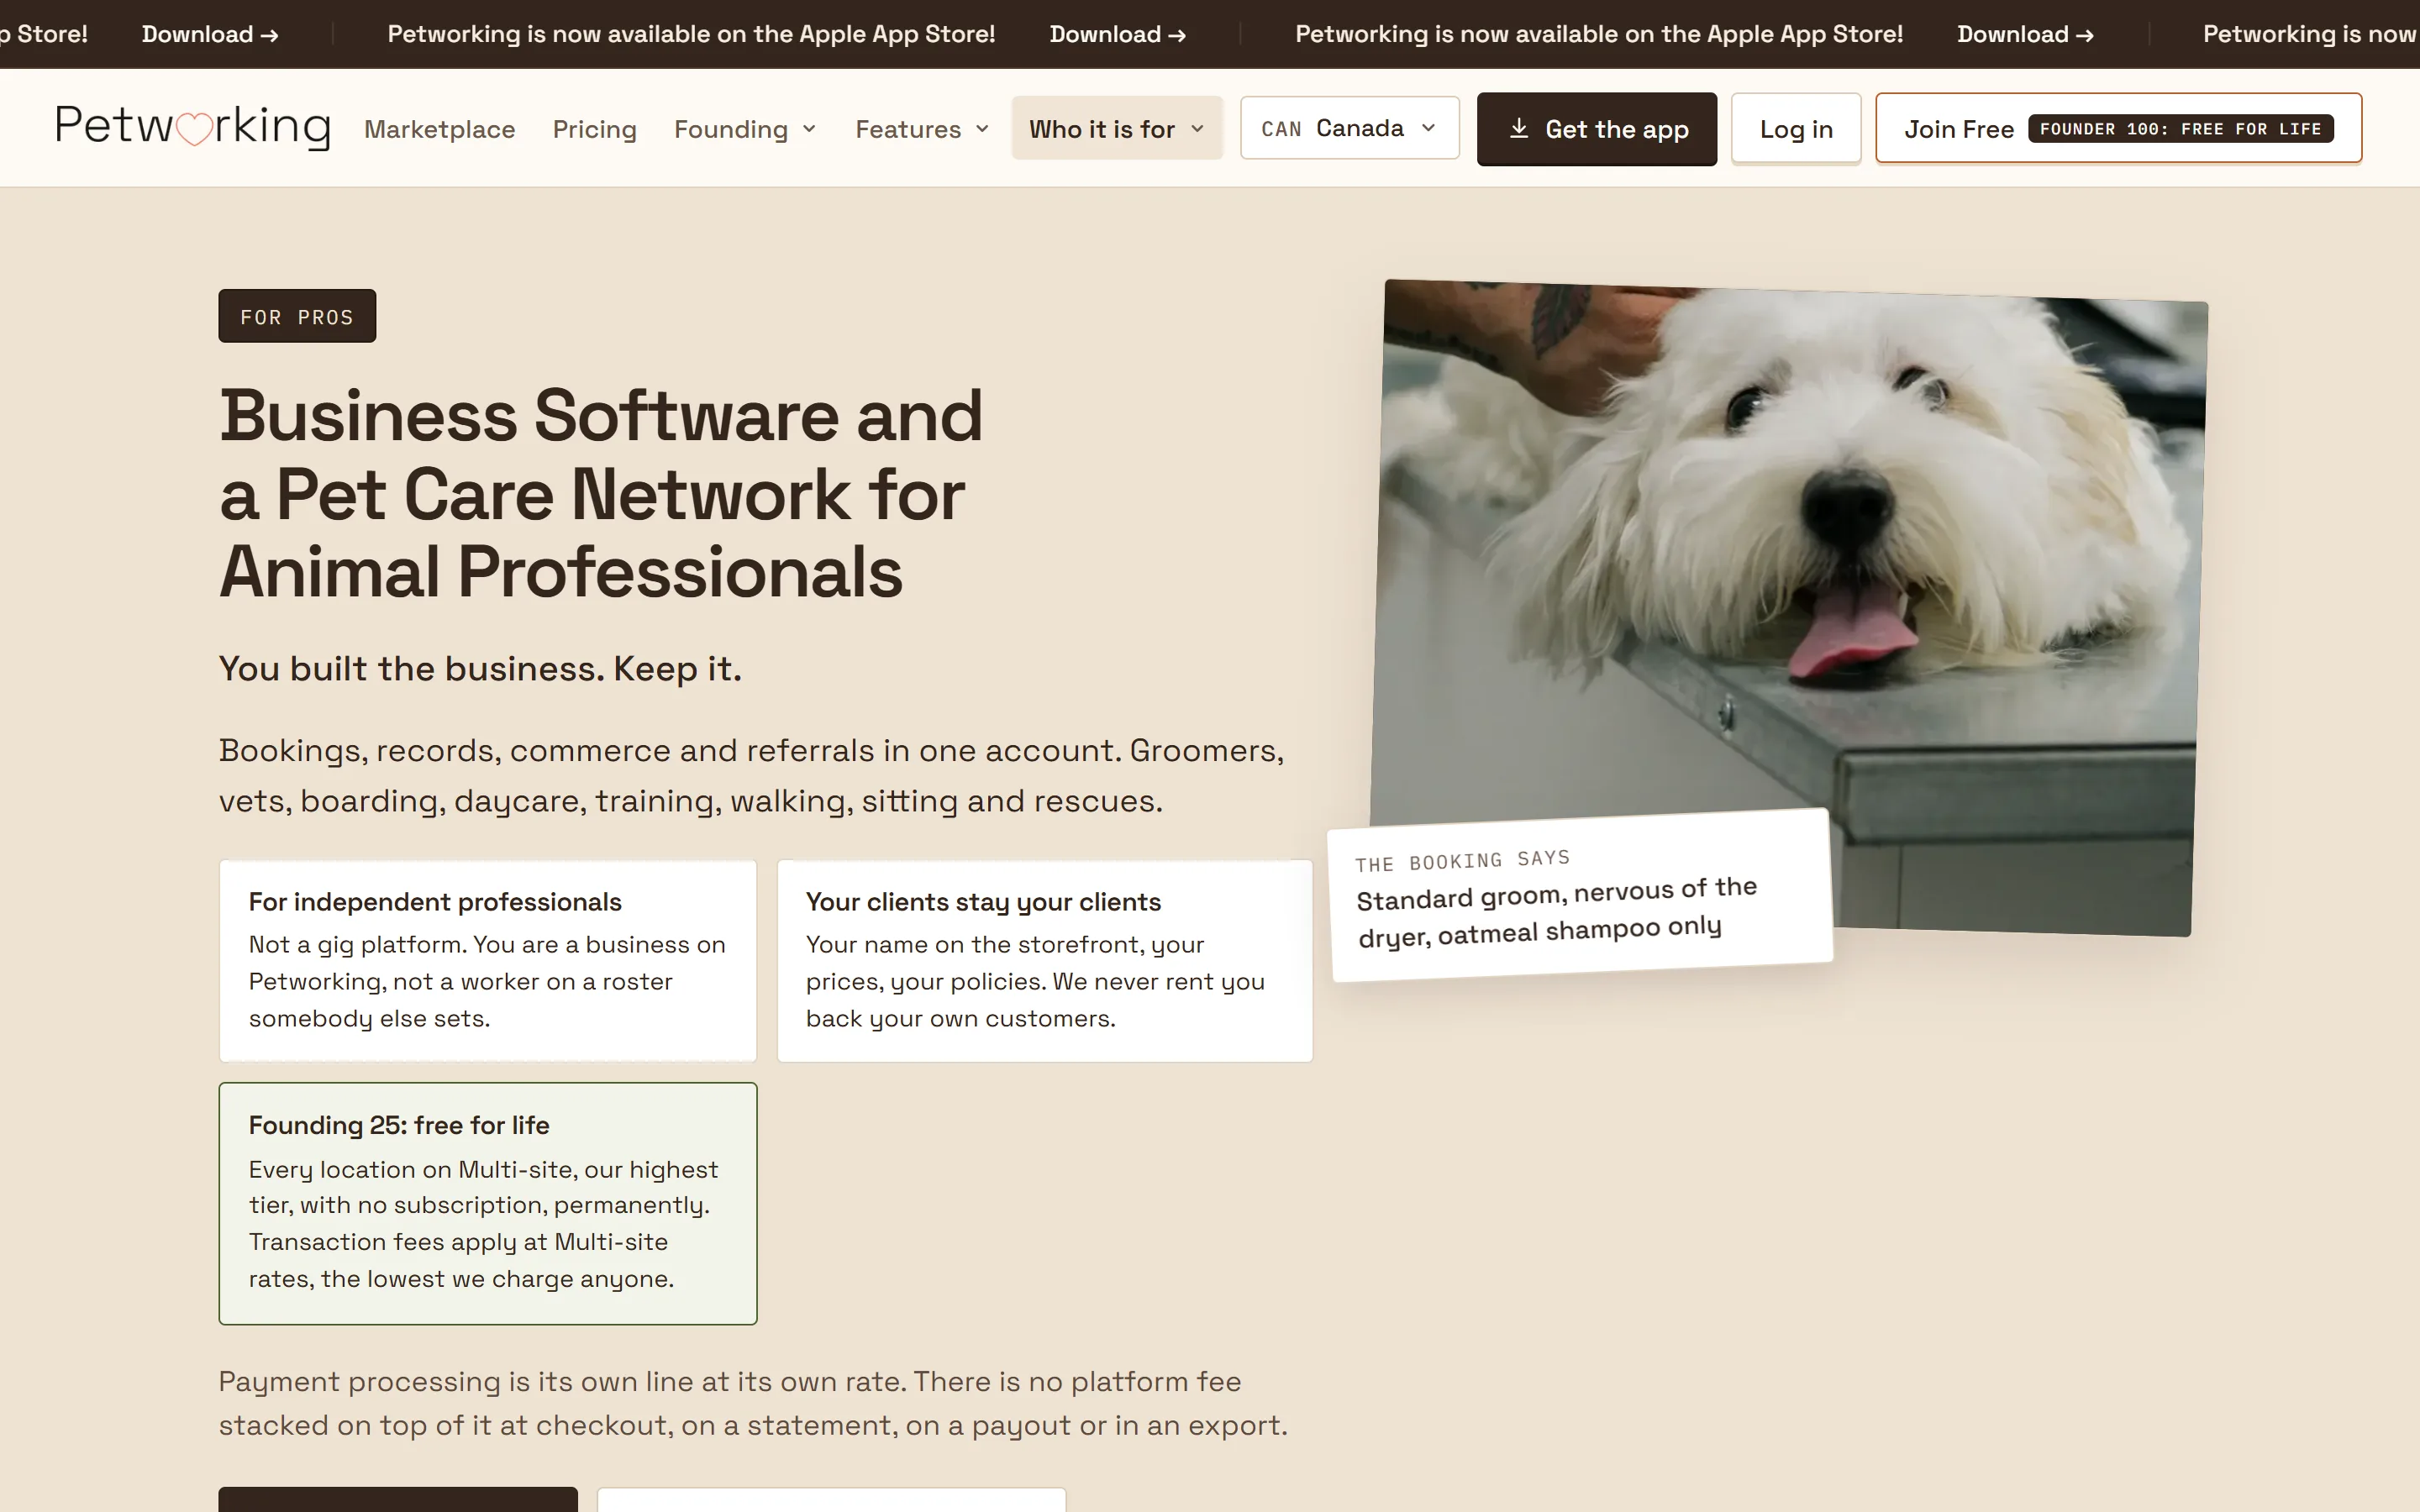 p Store! Download → Petworking is now available on the Apple App Store! Download → Petworking is now available on the Apple App Store! Download → Petworking is now
Petworking Marketplace Pricing Founding Features Who it is for CAN Canada Get the app Log in Join Free FOUNDER 100: FREE FOR LIFE
FOR PROS
Business Software and
a Pet Care Network for
Animal Professionals
You built the business. Keep it.
Bookings, records, commerce and referrals in one account. Groomers,
vets, boarding, daycare, training, walking, sitting and rescues.
For independent professionals
Not a gig platform. You are a business on
Petworking, not a worker on a roster
somebody else sets.
Your clients stay your clients
Your name on the storefront, your
prices, your policies. We never rent you
back your own customers.
THE BOOKING SAYS
Standard groom, nervous of the
dryer, oatmeal shampoo only
Founding 25: free for life
Every location on Multi-site, our highest
tier, with no subscription, permanently.
Transaction fees apply at Multi-site
rates, the lowest we charge anyone.
Payment processing is its own line at its own rate. There is no platform fee
stacked on top of it at checkout, on a statement, on a payout or in an export.